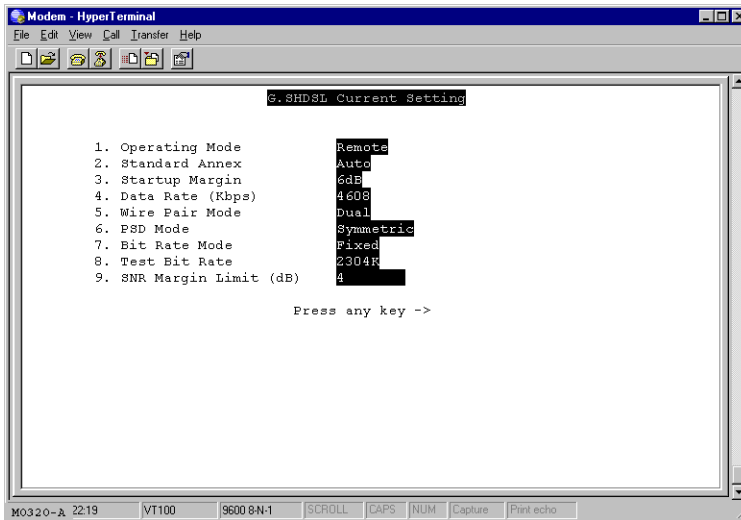 Modem - HyperTerminal
File Edit View Call Transfer Help
G.SHDSL Current Setting
1. Operating Mode Remote
2. Standard Annex Auto
3. Startup Margin 6dB
4. Data Rate (Kbps) 4608
5. Wire Pair Mode Dual
6. PSD Mode Symmetric
7. Bit Rate Mode Fixed
8. Test Bit Rate 2304K
9. SNR Margin Limit (dB) 4
Press any key ->
M0320-A 22:19 VT100 9600 8-N-1 SCROLL CAPS NUM Capture Print echo